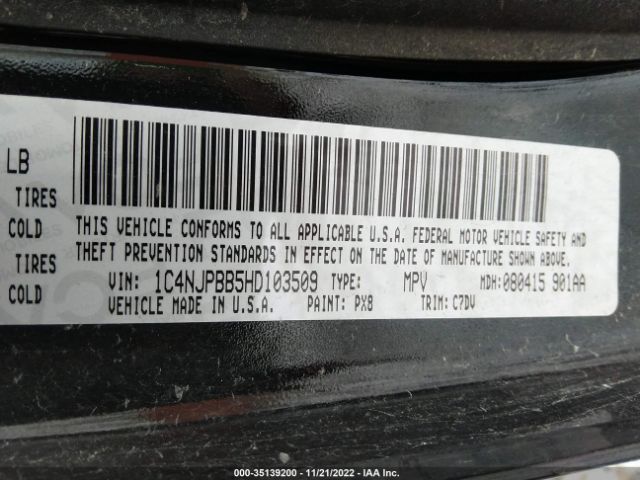 LB
TIRES
COLD
TIRES
COLD
THIS VEHICLE CONFORMS TO ALL APPLICABLE U.S.A. FEDERAL MOTOR VEHICLE SAFETY AND
THEFT PREVENTION STANDARDS IN EFFECT ON THE DATE OF MANUFACTURE SHOWN ABOVE.
VIN: 1C4NJPBB5HD103509 TYPE: MPV MDH: 080415 901AA
VEHICLE MADE IN U.S.A. PAINT: PX8 TRIM: C7DV
000-35139200 - 11/21/2022 - IAA Inc.